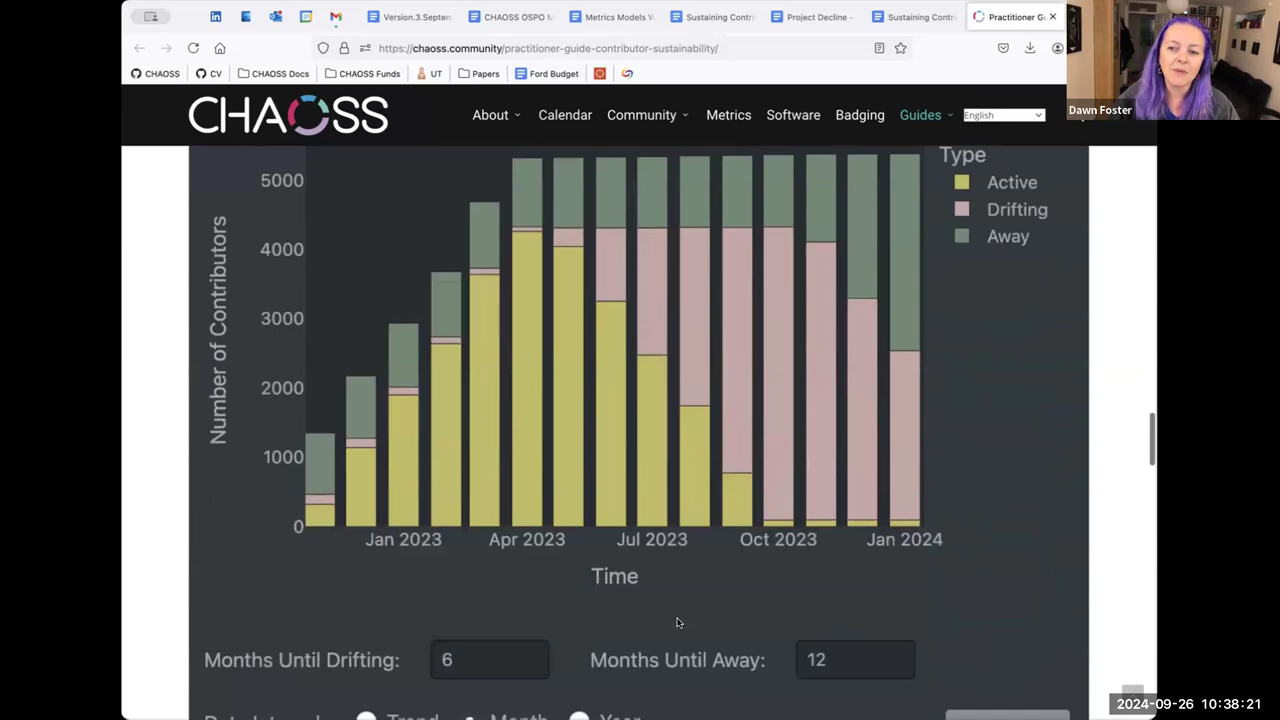 Version.3.Septem
CHAOSS OSPO M
Metrics Models W
Sustaining Contri
Project Decline -
Sustaining Contri
Practitioner Gu
https://chaoss.community/practitioner-guide-contributor-sustainability/
CHAOSS
CV
CHAOSS Docs
CHAOSS Funds
UT
Papers
Ford Budget
Dawn Foster
CHAOSS
About
Calendar
Community
Metrics
Software
Badging
Guides
English
Type
Active
Drifting
Away
Number of Contributors
5000
4000
3000
2000
1000
0
Jan 2023
Apr 2023
Jul 2023
Oct 2023
Jan 2024
Time
Months Until Drifting:
6
Months Until Away:
12
2024-09-26 10:38:21